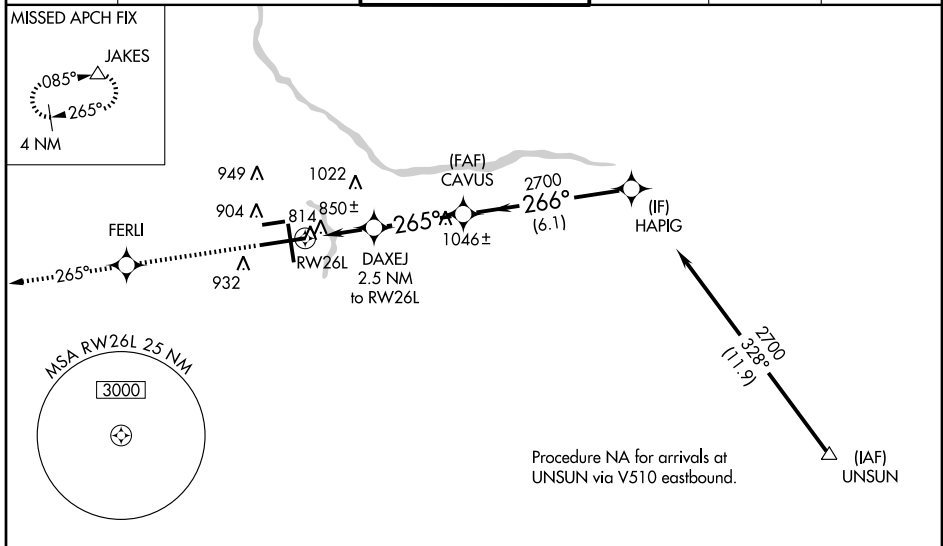 MISSED APCH FIX
JAKES
085°
265°
4 NM
949
1022
904
814
850±
932
FERLI
265°
RW26L
DAXEJ
2.5 NM
to RW26L
265°
(FAF)
CAVUS
1046±
2700
266°
(6.1)
(IF)
HAPIG
2700
328°
(11.9)
(IAF)
UNSUN
MSA RW26L 25 NM
3000
Procedure NA for arrivals at
UNSUN via V510 eastbound.